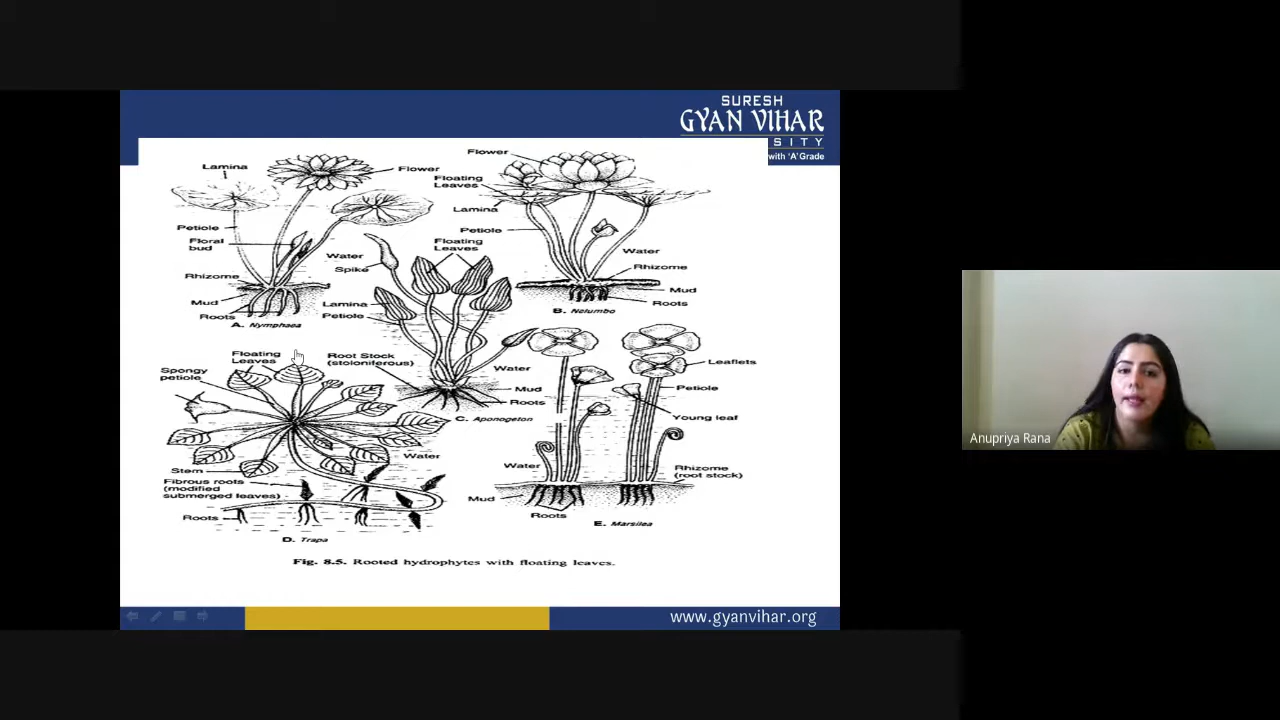 SURESH
GYAN VIHAR
SITY
with 'A' Grade
Lamina
Flower
Petiole
Floral
bud
Rhizome
Mud
Roots
A. Nymphaea
Flower
Floating
Leaves
Lamina
Petiole
Water
Rhizome
Mud
Roots
B. Nelumbo
Water
Spike
Floating
Leaves
Lamina
Petiole
Root Stock
(stoloniferous)
Water
Mud
Roots
C. Aponogeton
Floating
Leaves
Spongy
petiole
Water
Stem
Fibrous roots
(modified
submerged leaves)
Roots
D. Trapa
Leaflets
Petiole
Young leaf
Water
Rhizome
(root stock)
Mud
Roots
E. Marsilea
Fig. 8.5. Rooted hydrophytes with floating leaves.
www.gyanvihar.org
Anupriya Rana